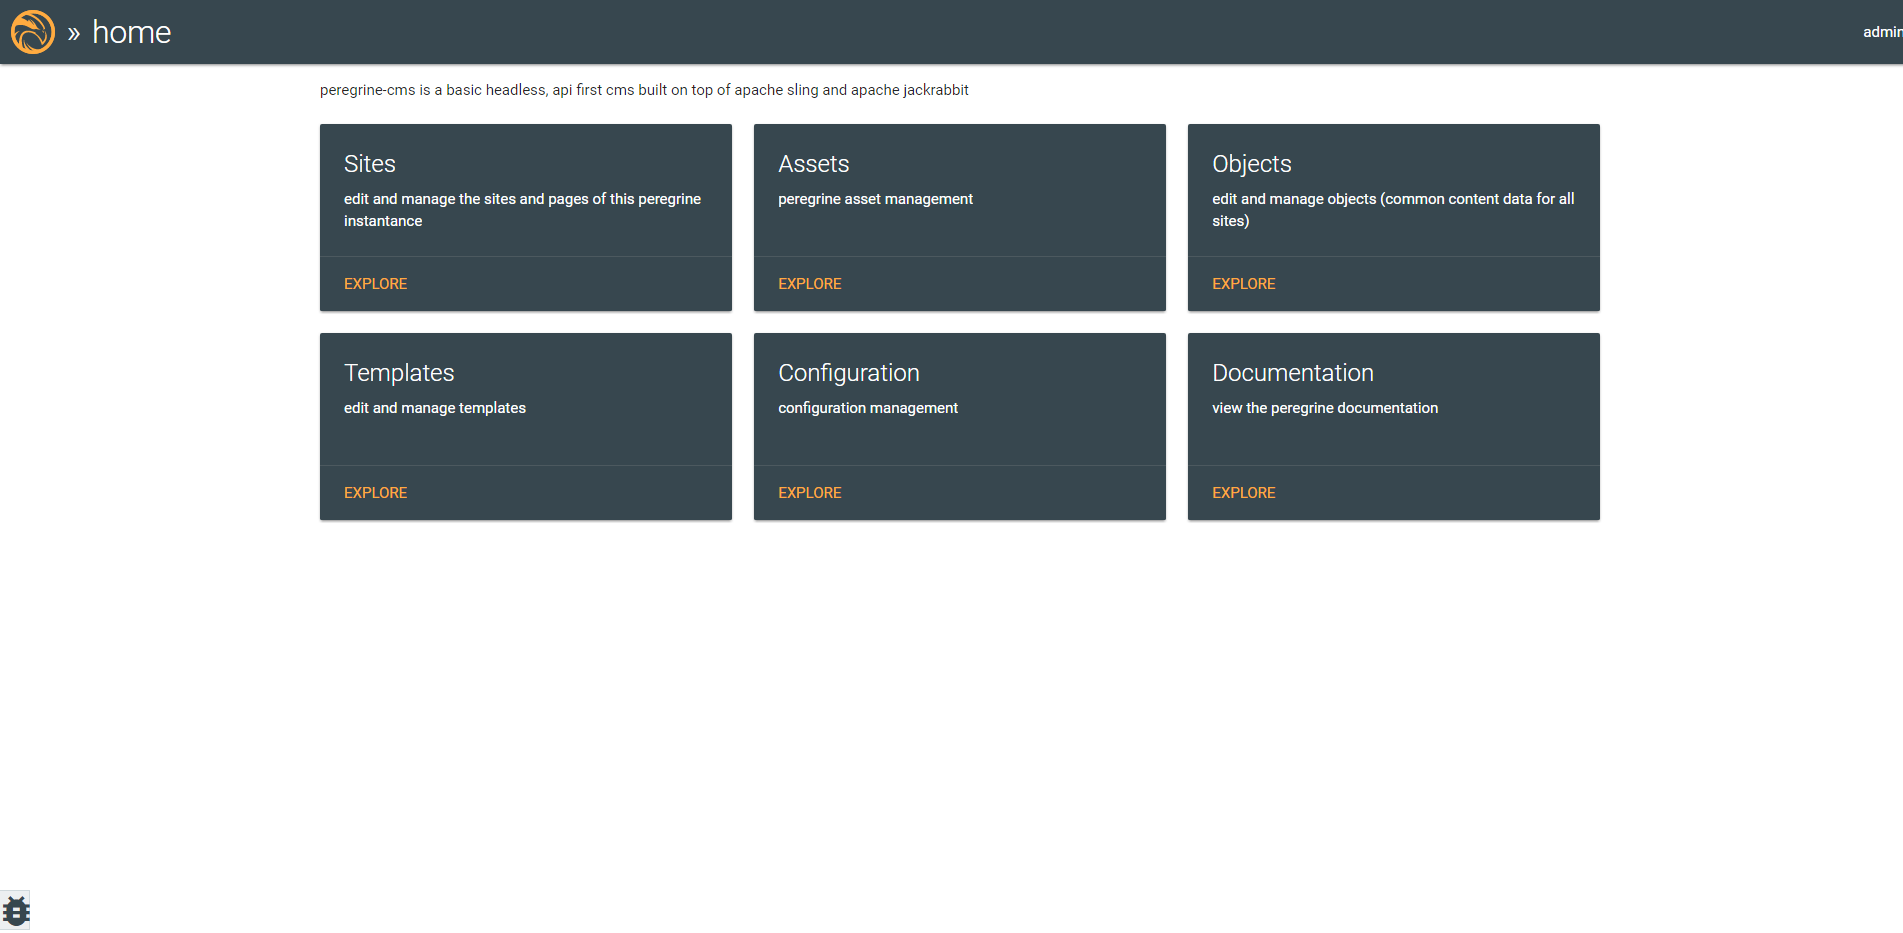 » home
admin
peregrine-cms is a basic headless, api first cms built on top of apache sling and apache jackrabbit
Sites
edit and manage the sites and pages of this peregrine
instantance
EXPLORE
Assets
peregrine asset management
EXPLORE
Objects
edit and manage objects (common content data for all
sites)
EXPLORE
Templates
edit and manage templates
EXPLORE
Configuration
configuration management
EXPLORE
Documentation
view the peregrine documentation
EXPLORE